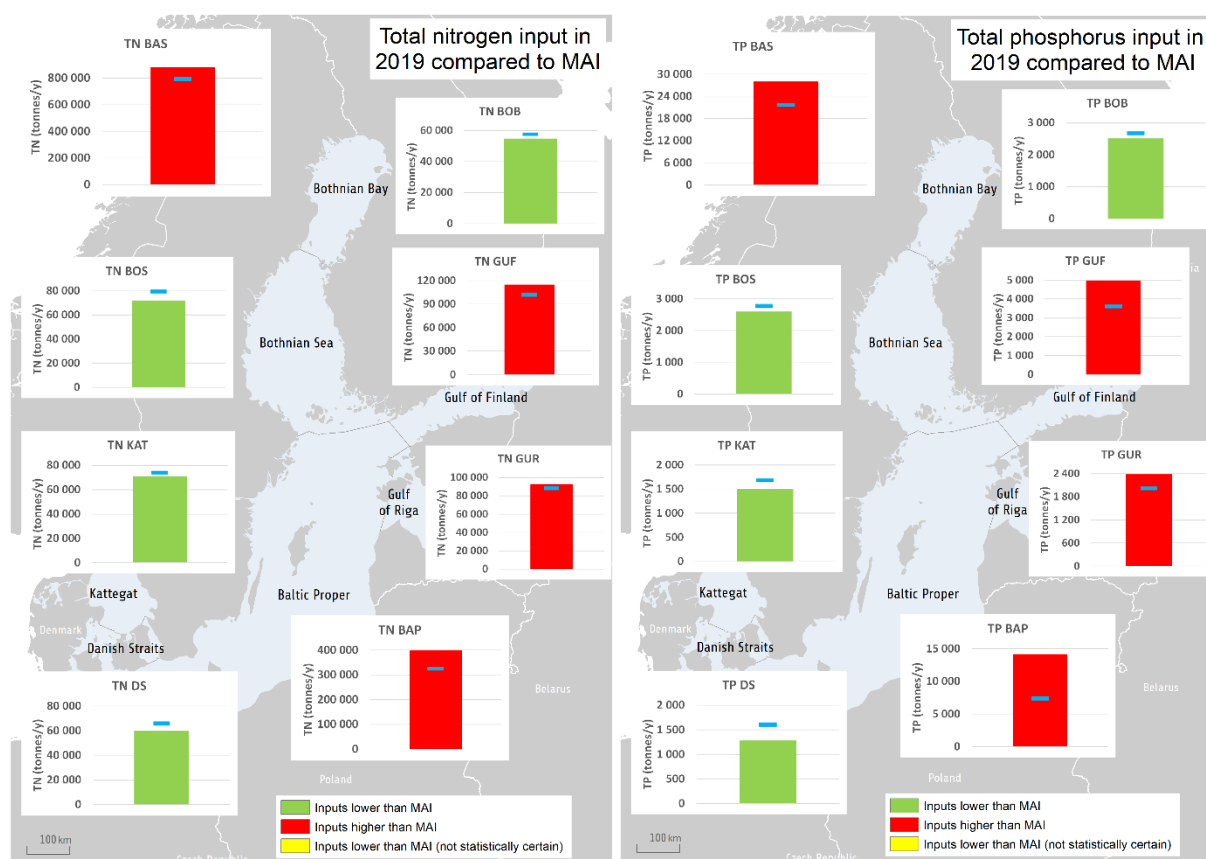 Total nitrogen input in
2019 compared to MAI
TN BAS
TN (tonnes/y)
800 000
600 000
400 000
200 000
0
TN BOB
TN (tonnes/y)
60 000
40 000
20 000
0
Bothnian Bay
TN BOS
TN (tonnes/y)
80 000
60 000
40 000
20 000
0
TN GUF
TN (tonnes/y)
120 000
90 000
60 000
30 000
0
Bothnian Sea
Gulf of Finland
TN KAT
TN (tonnes/y)
80 000
60 000
40 000
20 000
0
TN GUR
TN (tonnes/y)
100 000
80 000
60 000
40 000
20 000
0
Gulf
of Riga
Kattegat
Baltic Proper
Denmark
Danish Straits
TN BAP
TN (tonnes/y)
400 000
300 000
200 000
100 000
0
Belarus
TN DS
TN (tonnes/y)
80 000
60 000
40 000
20 000
0
Poland
Inputs lower than MAI
Inputs higher than MAI
Inputs lower than MAI (not statistically certain)
100 km
Czech Republic
Total phosphorus input in
2019 compared to MAI
TP BAS
TP (tonnes/y)
30 000
24 000
18 000
12 000
6 000
0
TP BOB
TP (tonnes/y)
3 000
2 000
1 000
0
Bothnian Bay
TP BOS
TP (tonnes/y)
3 000
2 000
1 000
0
TP GUF
TP (tonnes/y)
5 000
4 000
3 000
2 000
1 000
0
Bothnian Sea
Gulf of Finland
TP KAT
TP (tonnes/y)
2 000
1 500
1 000
500
0
TP GUR
TP (tonnes/y)
2 400
1 800
1 200
600
0
Gulf
of Riga
Kattegat
Baltic Proper
Denmark
Danish Straits
TP BAP
TP (tonnes/y)
15 000
10 000
5 000
0
Belarus
TP DS
TP (tonnes/y)
2 000
1 500
1 000
500
0
Poland
Inputs lower than MAI
Inputs higher than MAI
Inputs lower than MAI (not statistically certain)
100 km
Czech Republic